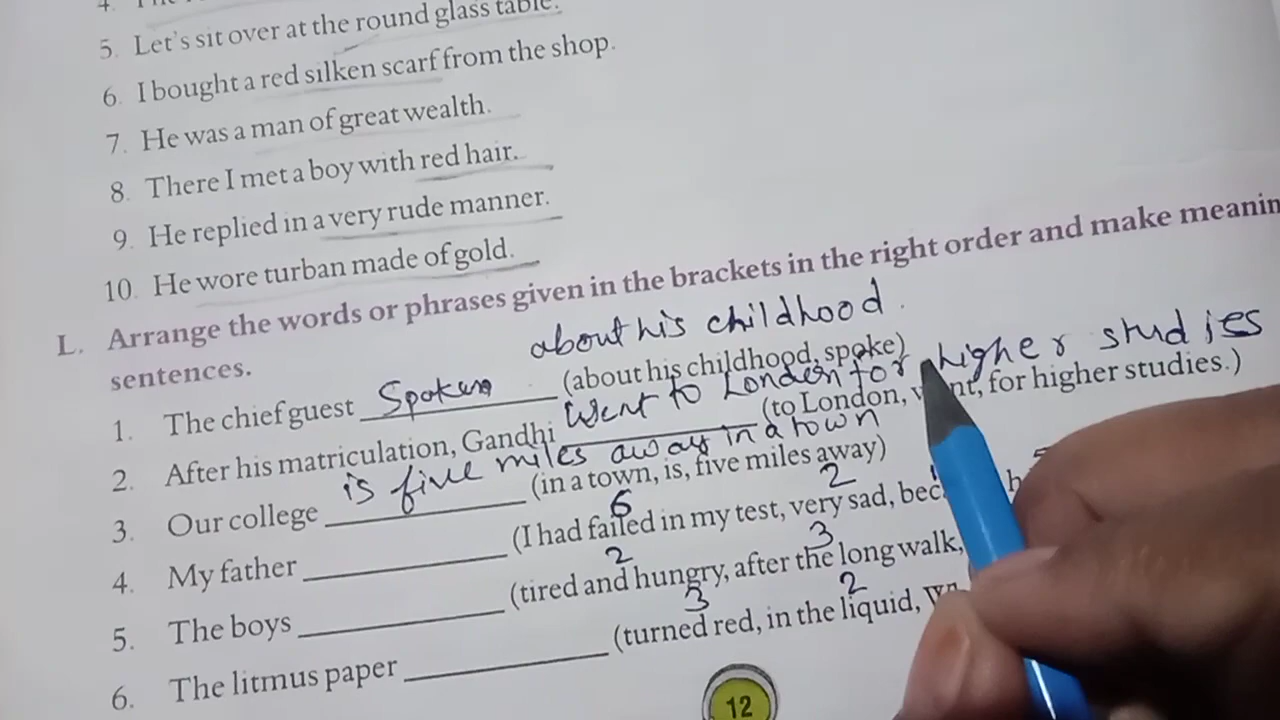 4.
5. Let's sit over at the round glass table.
6. I bought a red silken scarf from the shop.
7. He was a man of great wealth.
8. There I met a boy with red hair.
9. He replied in a very rude manner.
10. He wore turban made of gold.
L. Arrange the words or phrases given in the brackets in the right order and make
sentences.
about his childhood.
1. The chief guest Spoken (about his childhood, spoke)
went to London for higher studies
2. After his matriculation, Gandhi (to London, for higher studies.)
is five miles away in a town
3. Our college (in a town, is, five miles away)
6 2
4. My father (I had failed in my test, very sad,
2 3
5. The boys (tired and hungry, after the long walk,
3 2
6. The litmus paper (turned red, in the liquid,
12